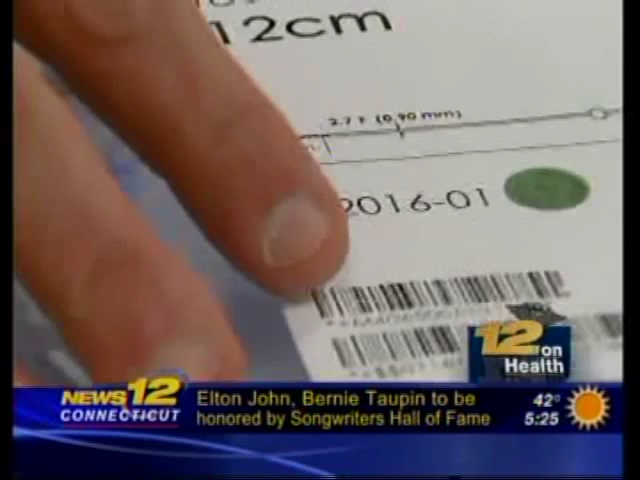 12cm
2.7 F (0.90 mm)
2016-01
12 on
Health
NEWS 12
CONNECTICUT
Elton John, Bernie Taupin to be
honored by Songwriters Hall of Fame
42°
5:25